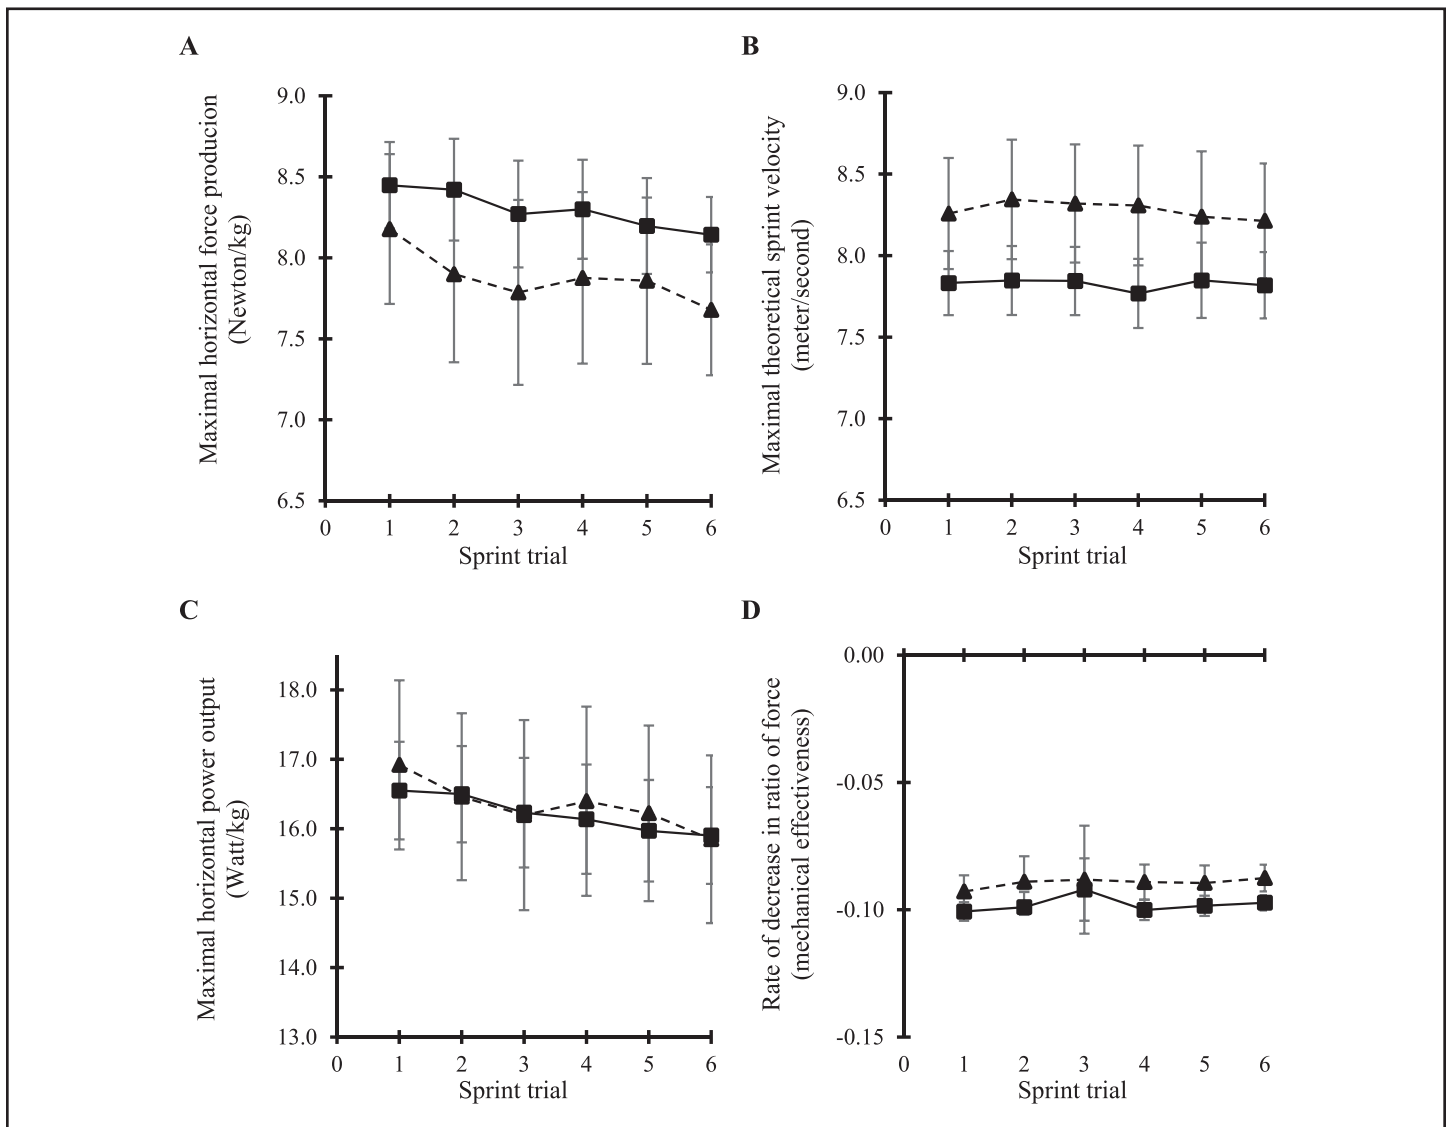 A
Maximal horizontal force producion
(Newton/kg)
9.0
8.5
8.0
7.5
7.0
6.5
0 1 2 3 4 5 6
Sprint trial
B
Maximal theoretical sprint velocity
(meter/second)
9.0
8.5
8.0
7.5
7.0
6.5
0 1 2 3 4 5 6
Sprint trial
C
Maximal horizontal power output
(Watt/kg)
18.0
17.0
16.0
15.0
14.0
13.0
0 1 2 3 4 5 6
Sprint trial
D
Rate of decrease in ratio of force
(mechanical effectiveness)
0.00
-0.05
-0.10
-0.15
0 1 2 3 4 5 6
Sprint trial